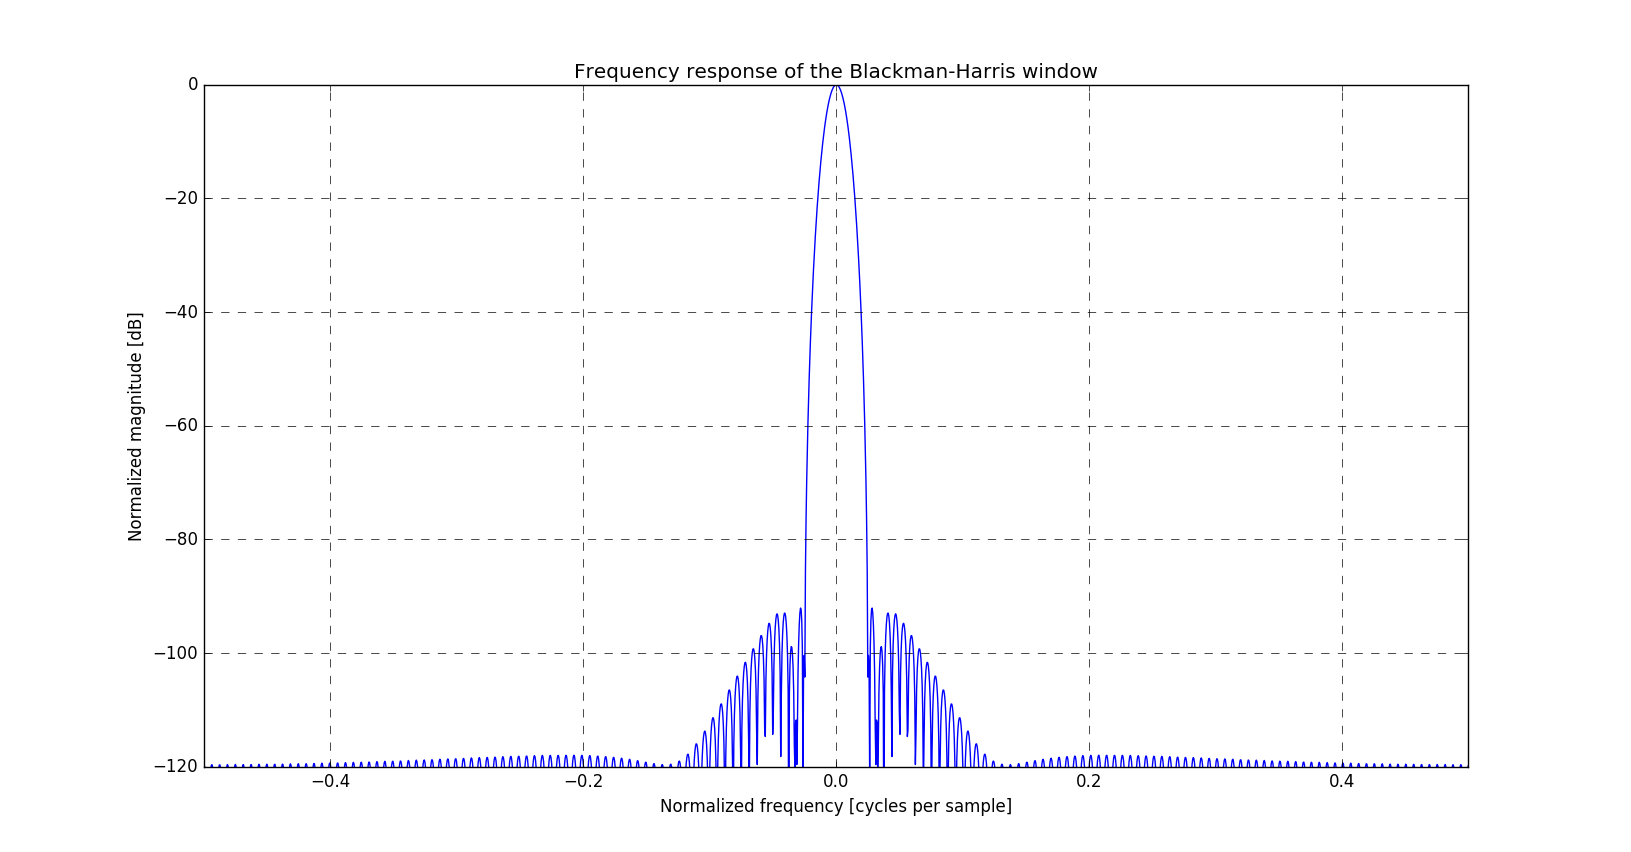 Frequency response of the Blackman-Harris window
0
−20
−40
−60
−80
−100
−120
Normalized magnitude [dB]
−0.4 −0.2 0.0 0.2 0.4
Normalized frequency [cycles per sample]